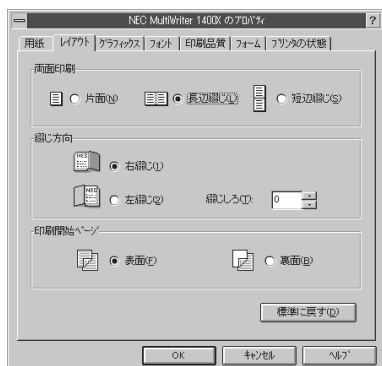 NEC MultiWriter 1400X のプロパティ ?
用紙 レイアウト グラフィックス フォント 印刷品質 フォーム プリンタの状態
両面印刷
片面(N) 長辺綴じ(L) 短辺綴じ(S)
綴じ方向
NEC 右綴じ(1)
NEC 左綴じ(2) 綴じしろ(T): 0
印刷開始ページ
表面(F) 裏面(B)
標準に戻す(D)
OK キャンセル ヘルプ